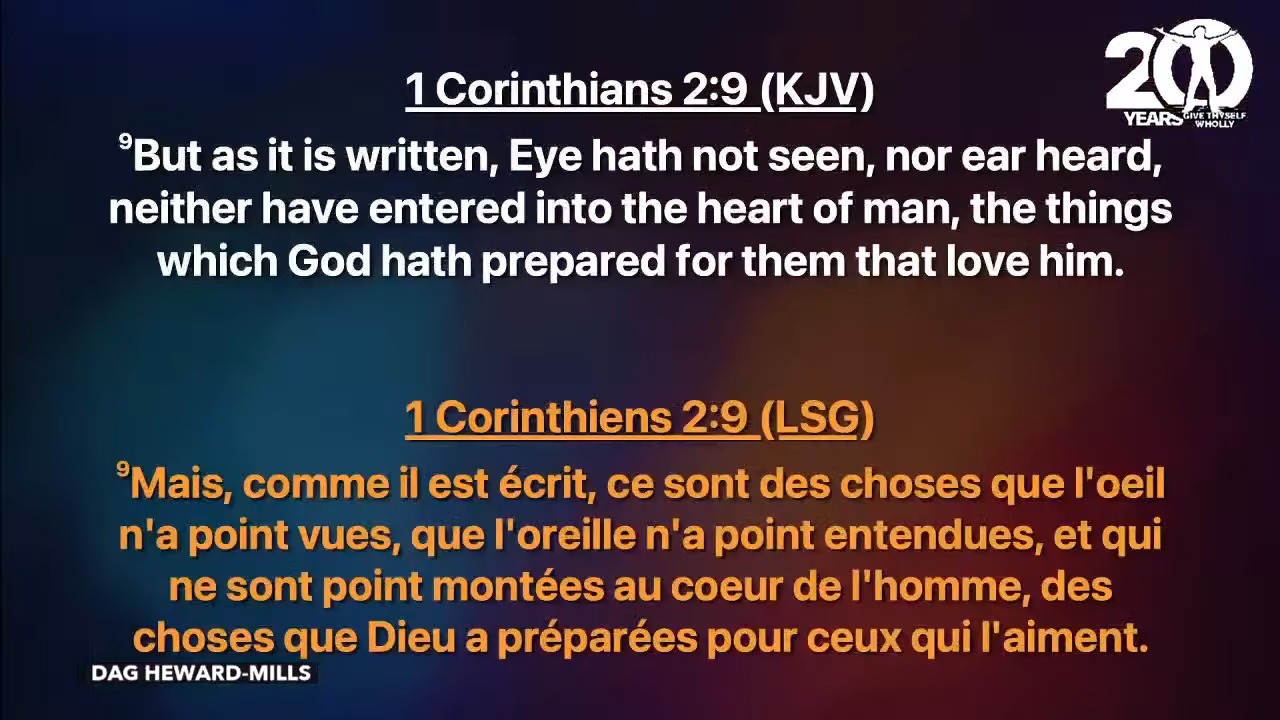 1 Corinthians 2:9 (KJV)
⁹But as it is written, Eye hath not seen, nor ear heard,
neither have entered into the heart of man, the things
which God hath prepared for them that love him.
200
YEARS
GIVE THYSELF
WHOLLY
1 Corinthiens 2:9 (LSG)
⁹Mais, comme il est écrit, ce sont des choses que l'oeil
n'a point vues, que l'oreille n'a point entendues, et qui
ne sont point montées au coeur de l'homme, des
choses que Dieu a préparées pour ceux qui l'aiment.
DAG HEWARD-MILLS